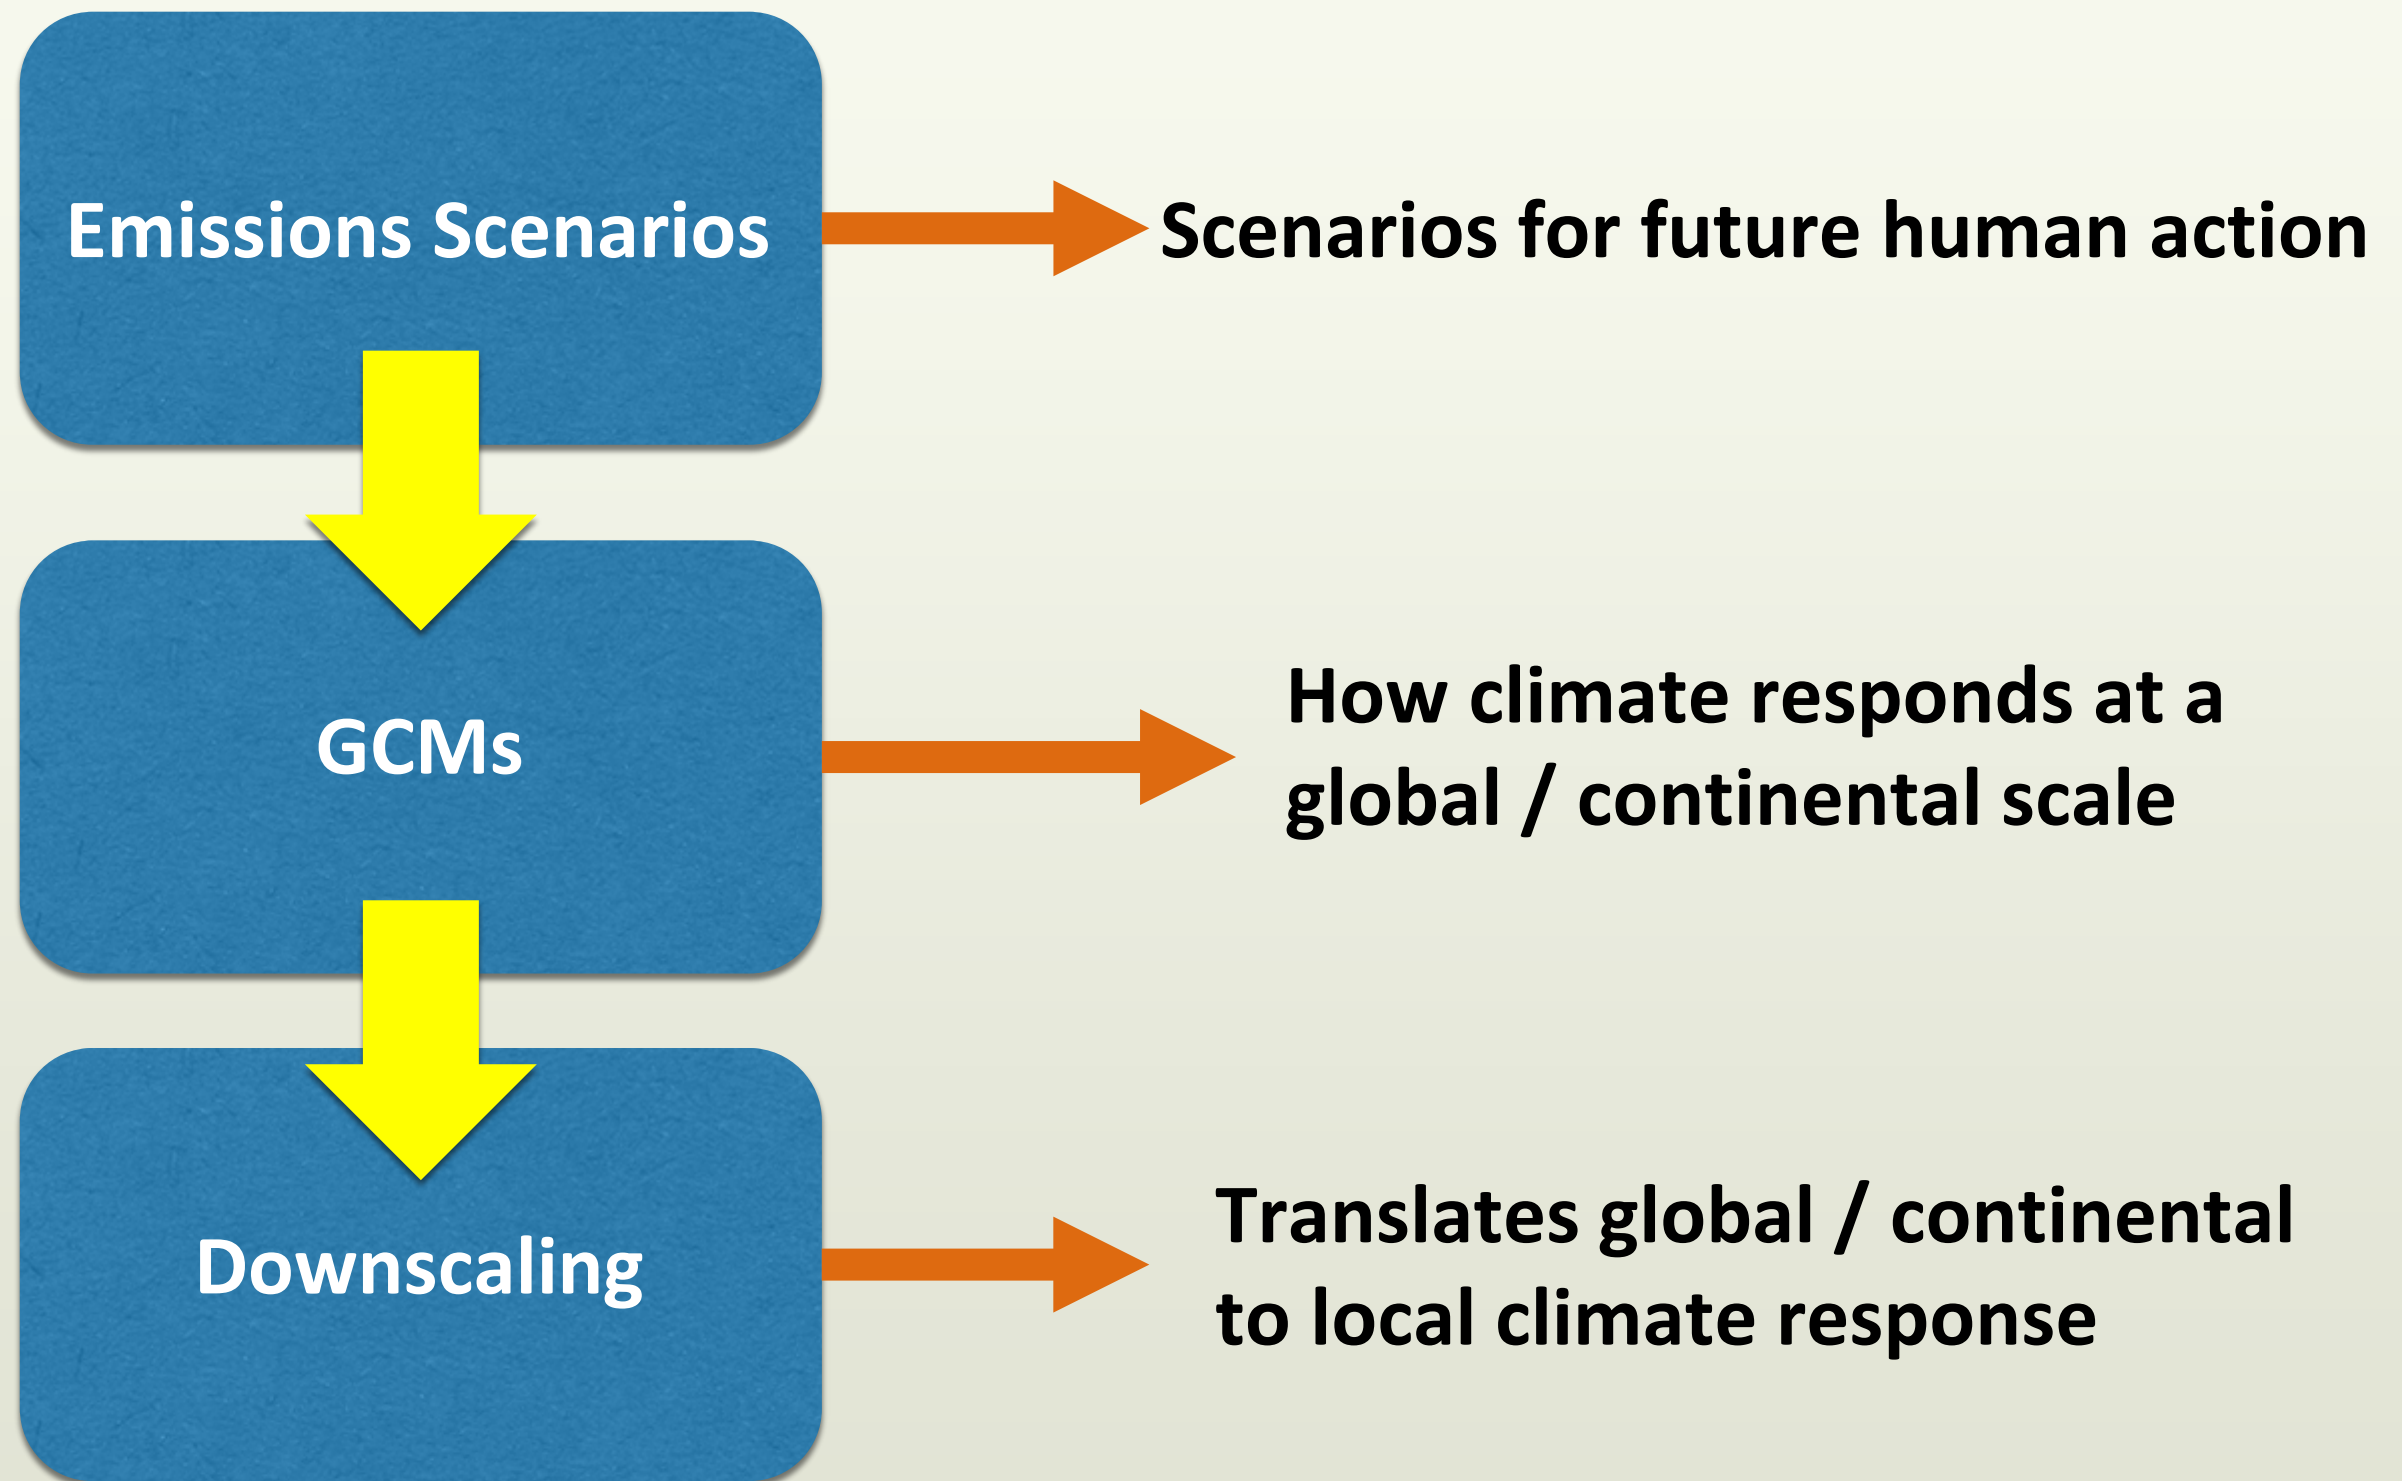 Emissions Scenarios
Scenarios for future human action
GCMs
How climate responds at a
global / continental scale
Downscaling
Translates global / continental
to local climate response